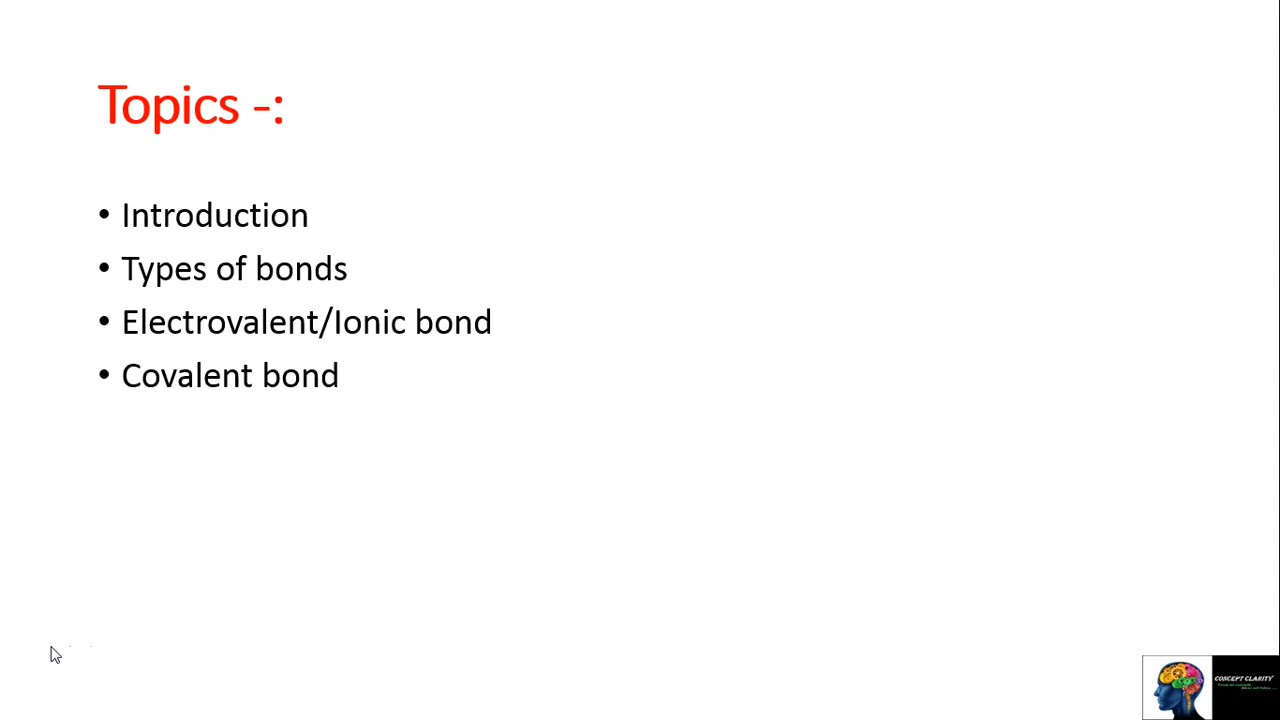 Topics -:
• Introduction
• Types of bonds
• Electrovalent/Ionic bond
• Covalent bond
CONCEPT CLARITY